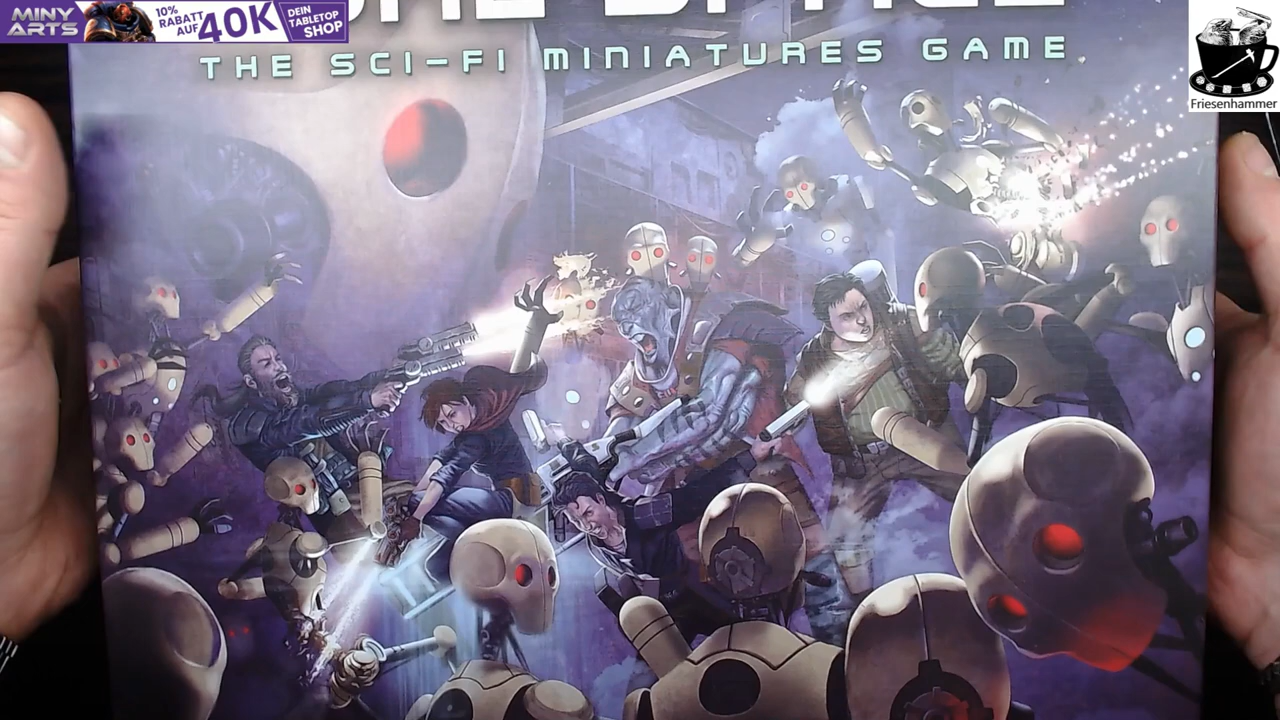 MINY
ARTS
10%
RABATT
AUF
40K
DEIN
TABLETOP
SHOP
THE SCI-FI MINIATURES GAME
Friesenhammer